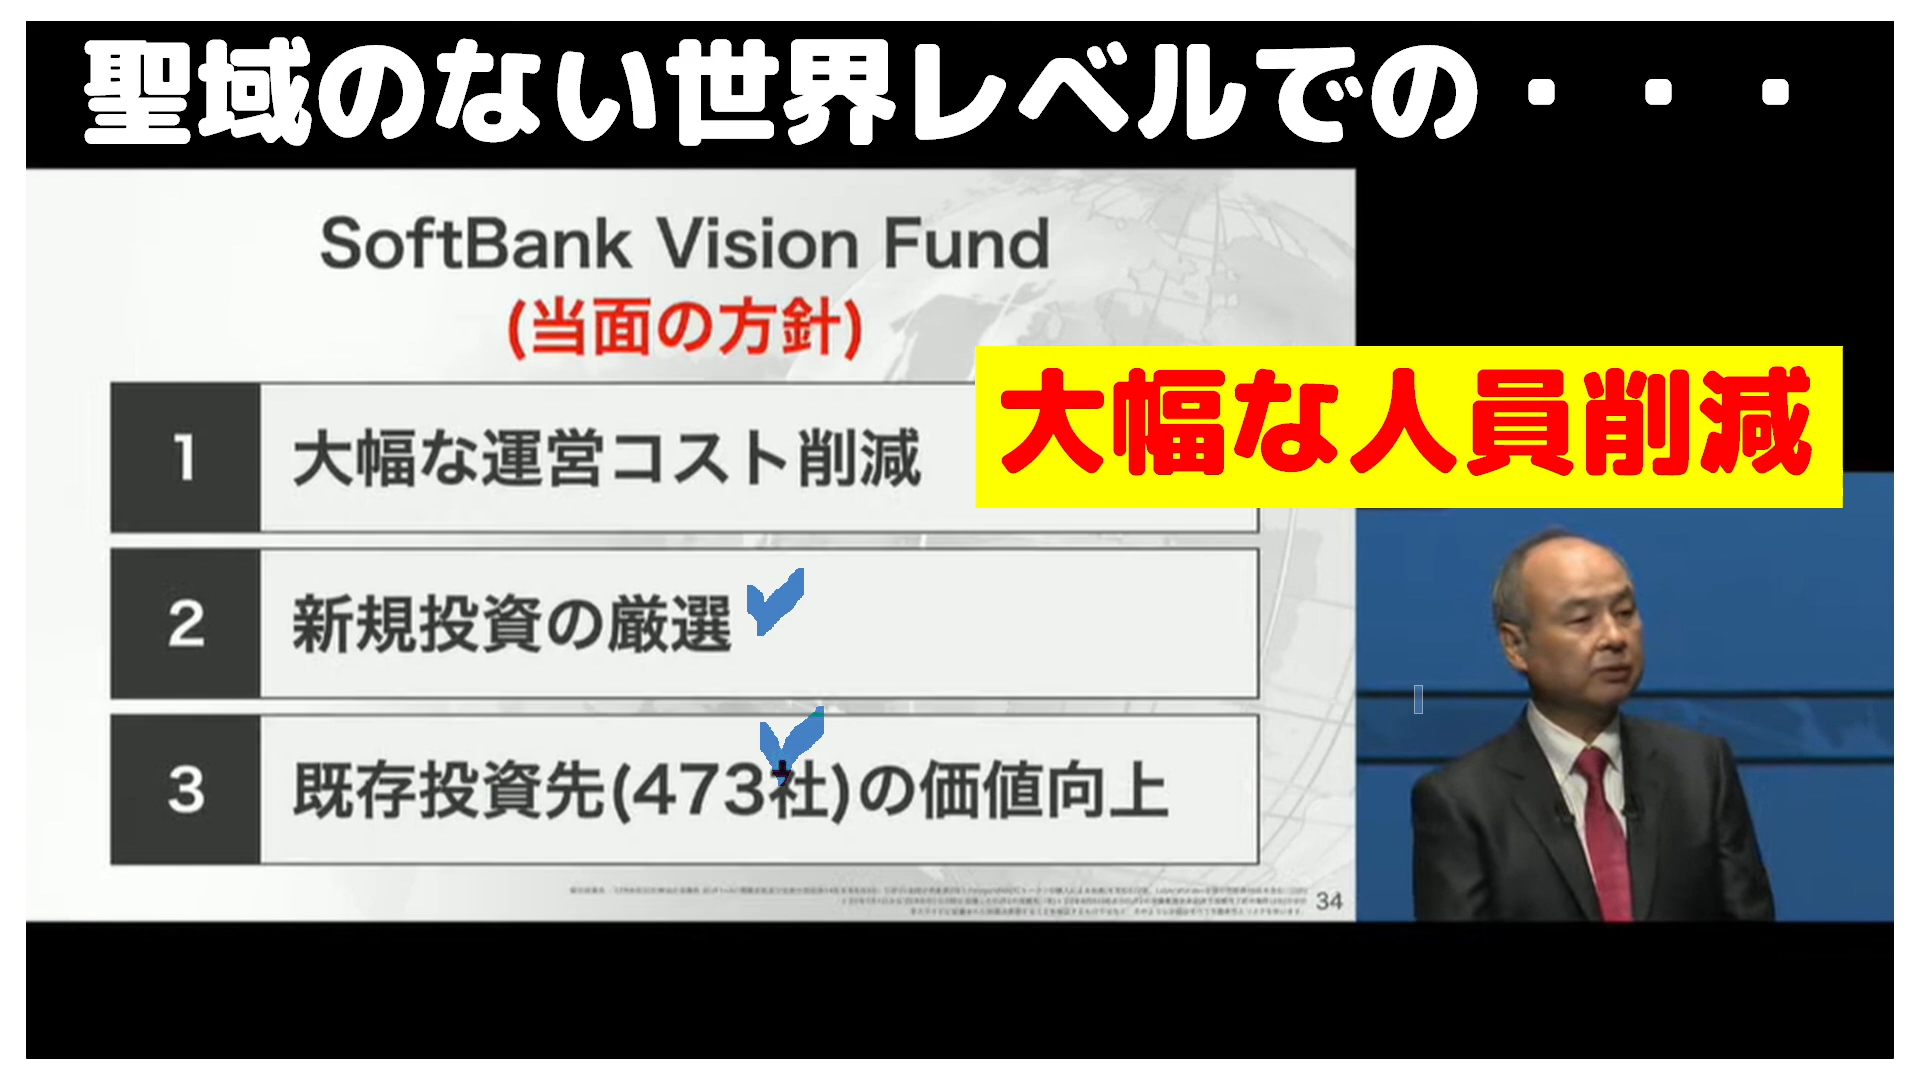 聖域のない世界レベルでの・・・
SoftBank Vision Fund
(当面の方針)
大幅な人員削減
1 大幅な運営コスト削減
2 新規投資の厳選
3 既存投資先(473社)の価値向上
34